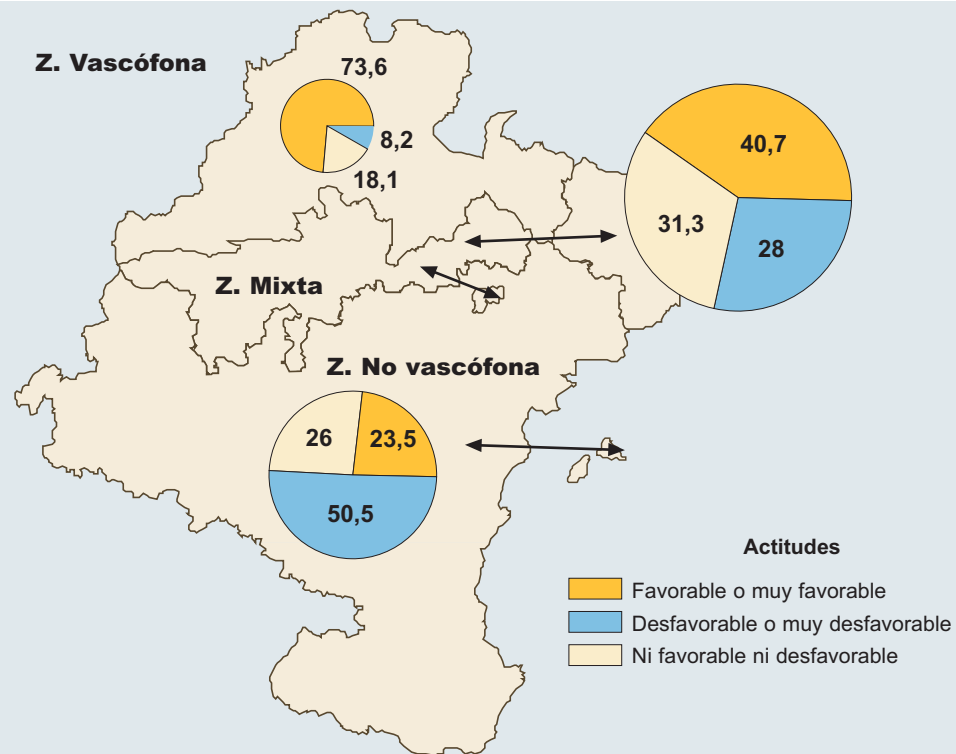 Z. Vascófona
73,6
8,2
18,1
40,7
31,3
28
Z. Mixta
Z. No vascófona
26
23,5
50,5
Actitudes
Favorable o muy favorable
Desfavorable o muy desfavorable
Ni favorable ni desfavorable